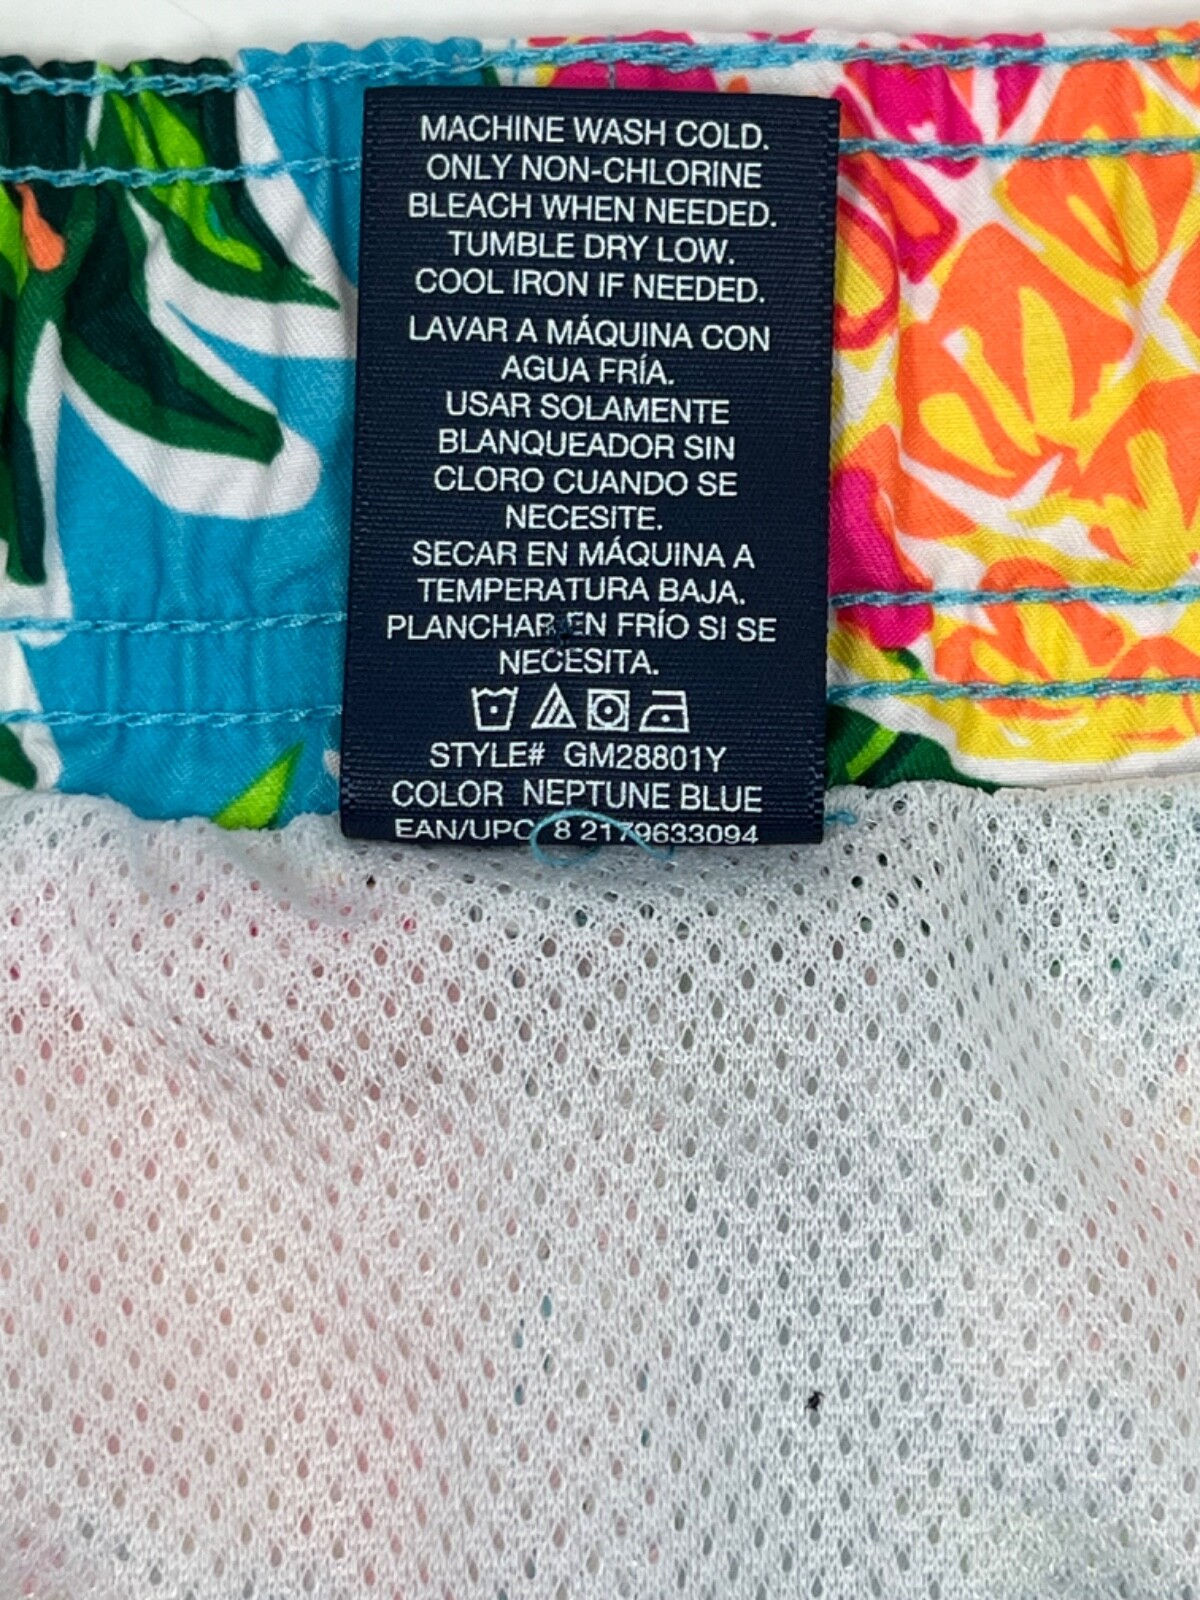 MACHINE WASH COLD.
ONLY NON-CHLORINE
BLEACH WHEN NEEDED.
TUMBLE DRY LOW.
COOL IRON IF NEEDED.
LAVAR A MÁQUINA CON
AGUA FRÍA.
USAR SOLAMENTE
BLANQUEADOR SIN
CLORO CUANDO SE
NECESITE.
SECAR EN MÁQUINA A
TEMPERATURA BAJA.
PLANCHAR EN FRÍO SI SE
NECESITA.
STYLE# GM28801Y
COLOR NEPTUNE BLUE
EAN/UPC 8 2179633094